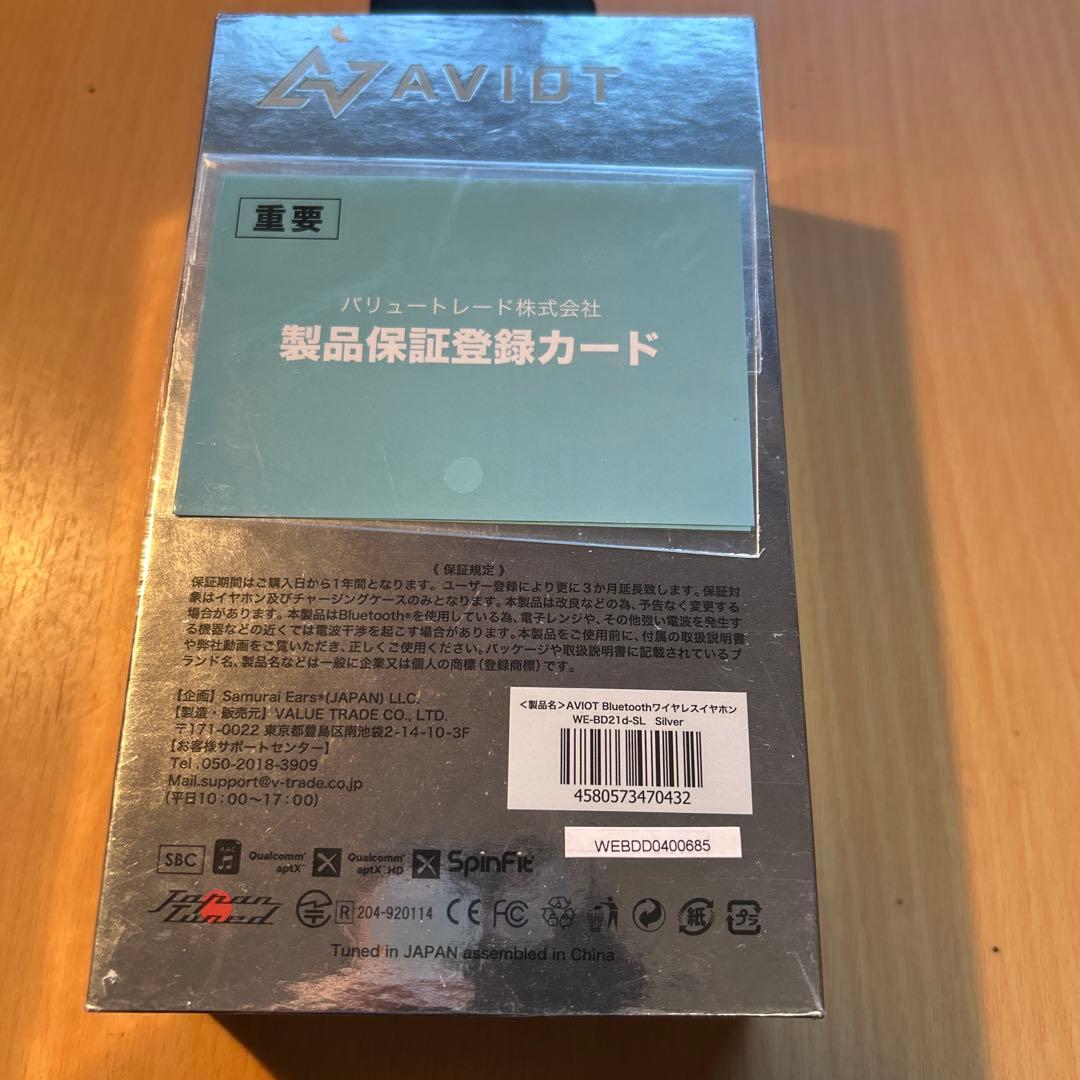 AVIOT
重要
バリュートレード株式会社
製品保証登録カード
《 保証規定 》
保証期間はご購入日から1年間となります。ユーザー登録により更に３か月延長致します。保証対
象はイヤホン及びチャージングケースのみとなります。本製品は改良などの為、予告なく変更する
場合があります。本製品はBluetooth®を使用している為、電子レンジや、その他強い電波を発生す
る機器などの近くでは電波干渉を起こす場合があります。本製品をご使用前に、付属の取扱説明書
や弊社動画をご覧いただき、正しくご使用ください。パッケージや取扱説明書に記載されているブ
ランド名、製品名などは一般に企業又は個人の商標（登録商標）です。
【企画】Samurai Ears®(JAPAN) LLC.
【製造・販売元】VALUE TRADE CO., LTD.
〒171-0022 東京都豊島区南池袋2-14-10-3F
【お客様サポートセンター】
Tel . 050-2018-3909
Mail.support@v-trade.co.jp
(平日10：00〜17：00)
＜製品名＞AVIOT Bluetoothワイヤレスイヤホン
WE-BD21d-SL Silver
4580573470432
WEBDD0400685
SBC AAC Qualcomm® aptX™ Qualcomm® aptX™ HD SpinFit
Japan Tuned R 204-920114 CE FC 紙 プラ
Tuned in JAPAN assembled in China